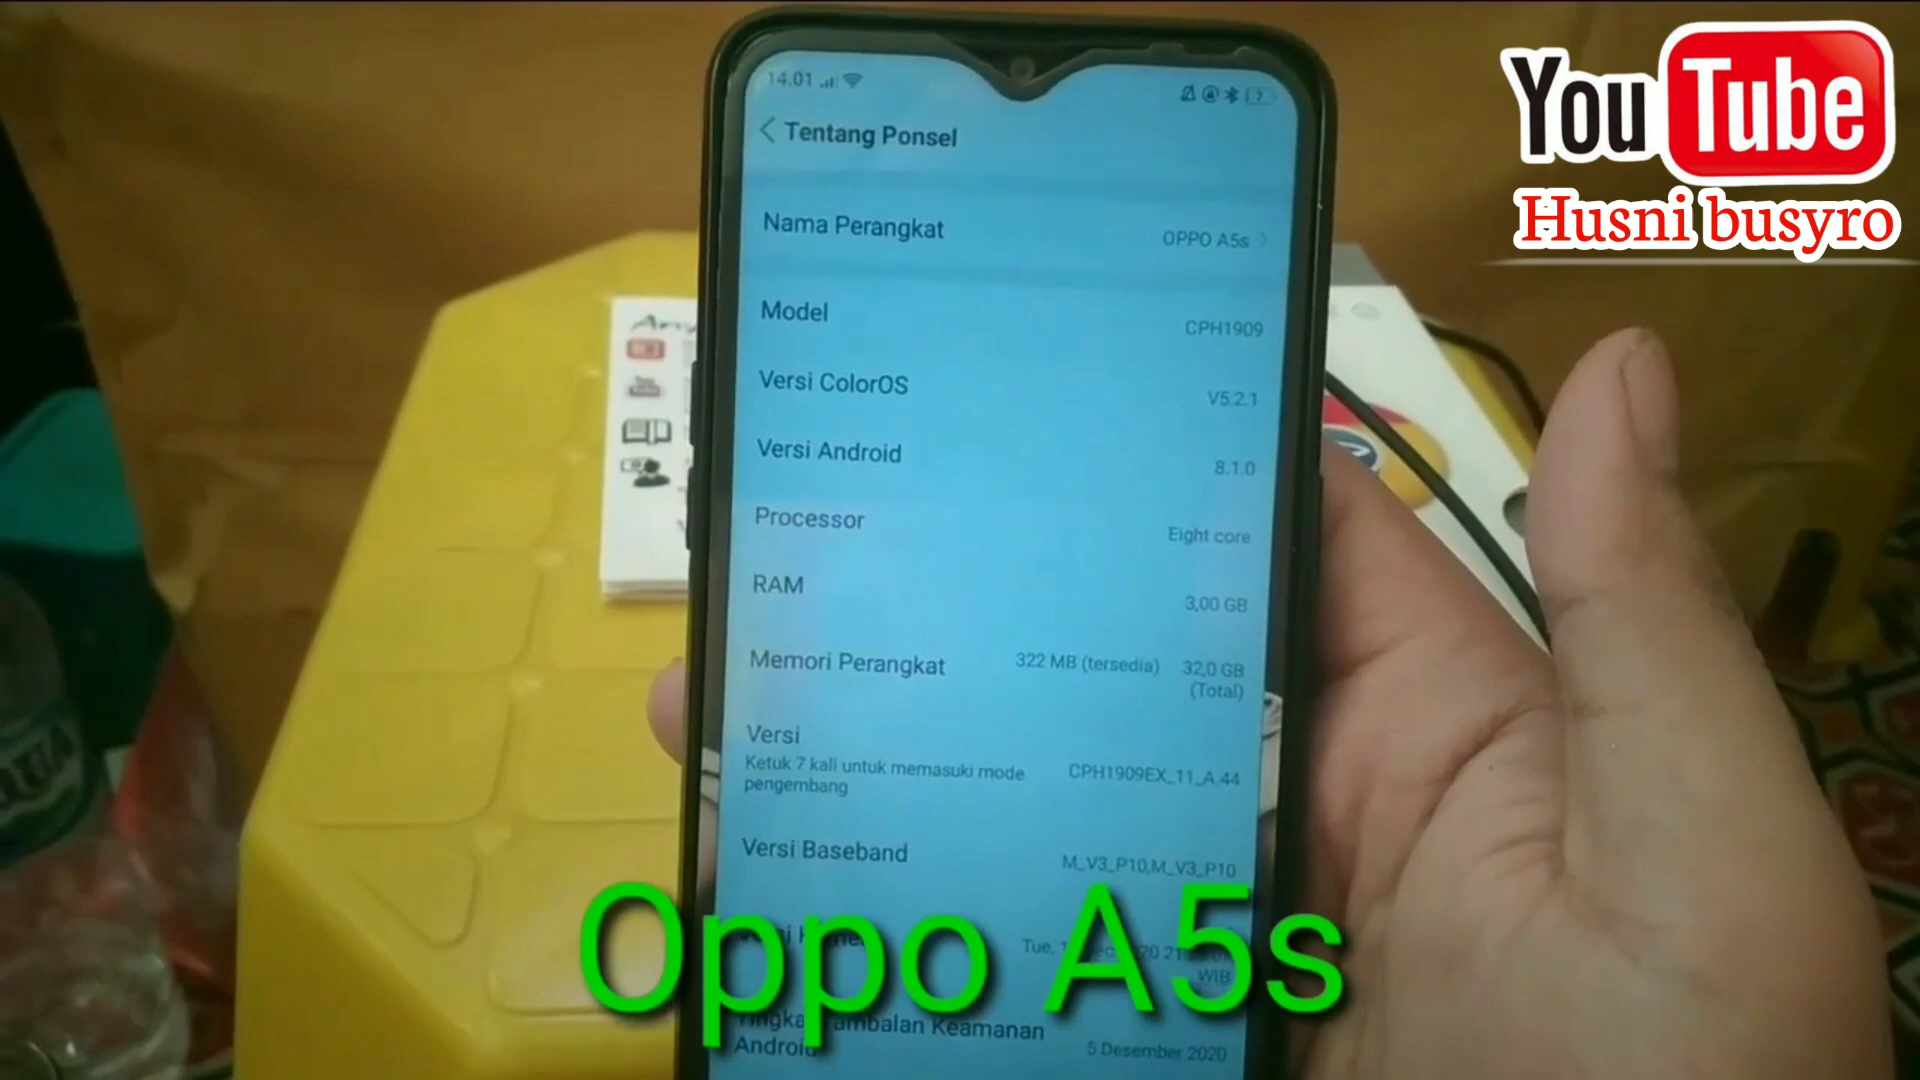 You Tube
Husni busyro
14.01
Tentang Ponsel
Nama Perangkat OPPO A5s
Model CPH1909
Versi ColorOS V5.2.1
Versi Android 8.1.0
Processor Eight core
RAM 3,00 GB
Memori Perangkat 322 MB (tersedia) 32,0 GB
(Total)
Versi
Ketuk 7 kali untuk memasuki mode
pengembang CPH1909EX_11_A.44
Versi Baseband M_V3_P10,M_V3_P10
Tue,
WIB
Oppo A5s
Keamanan
Android 5 Desember 2020